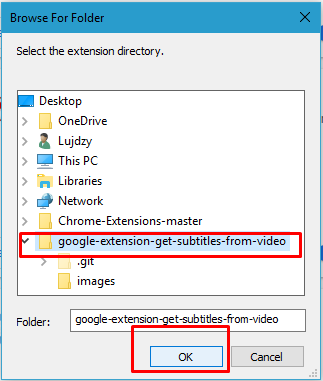 Browse For Folder
Select the extension directory.
Desktop
OneDrive
Lujdzy
This PC
Libraries
Network
Chrome-Extensions-master
google-extension-get-subtitles-from-video
.git
images
Folder: google-extension-get-subtitles-from-video
OK Cancel